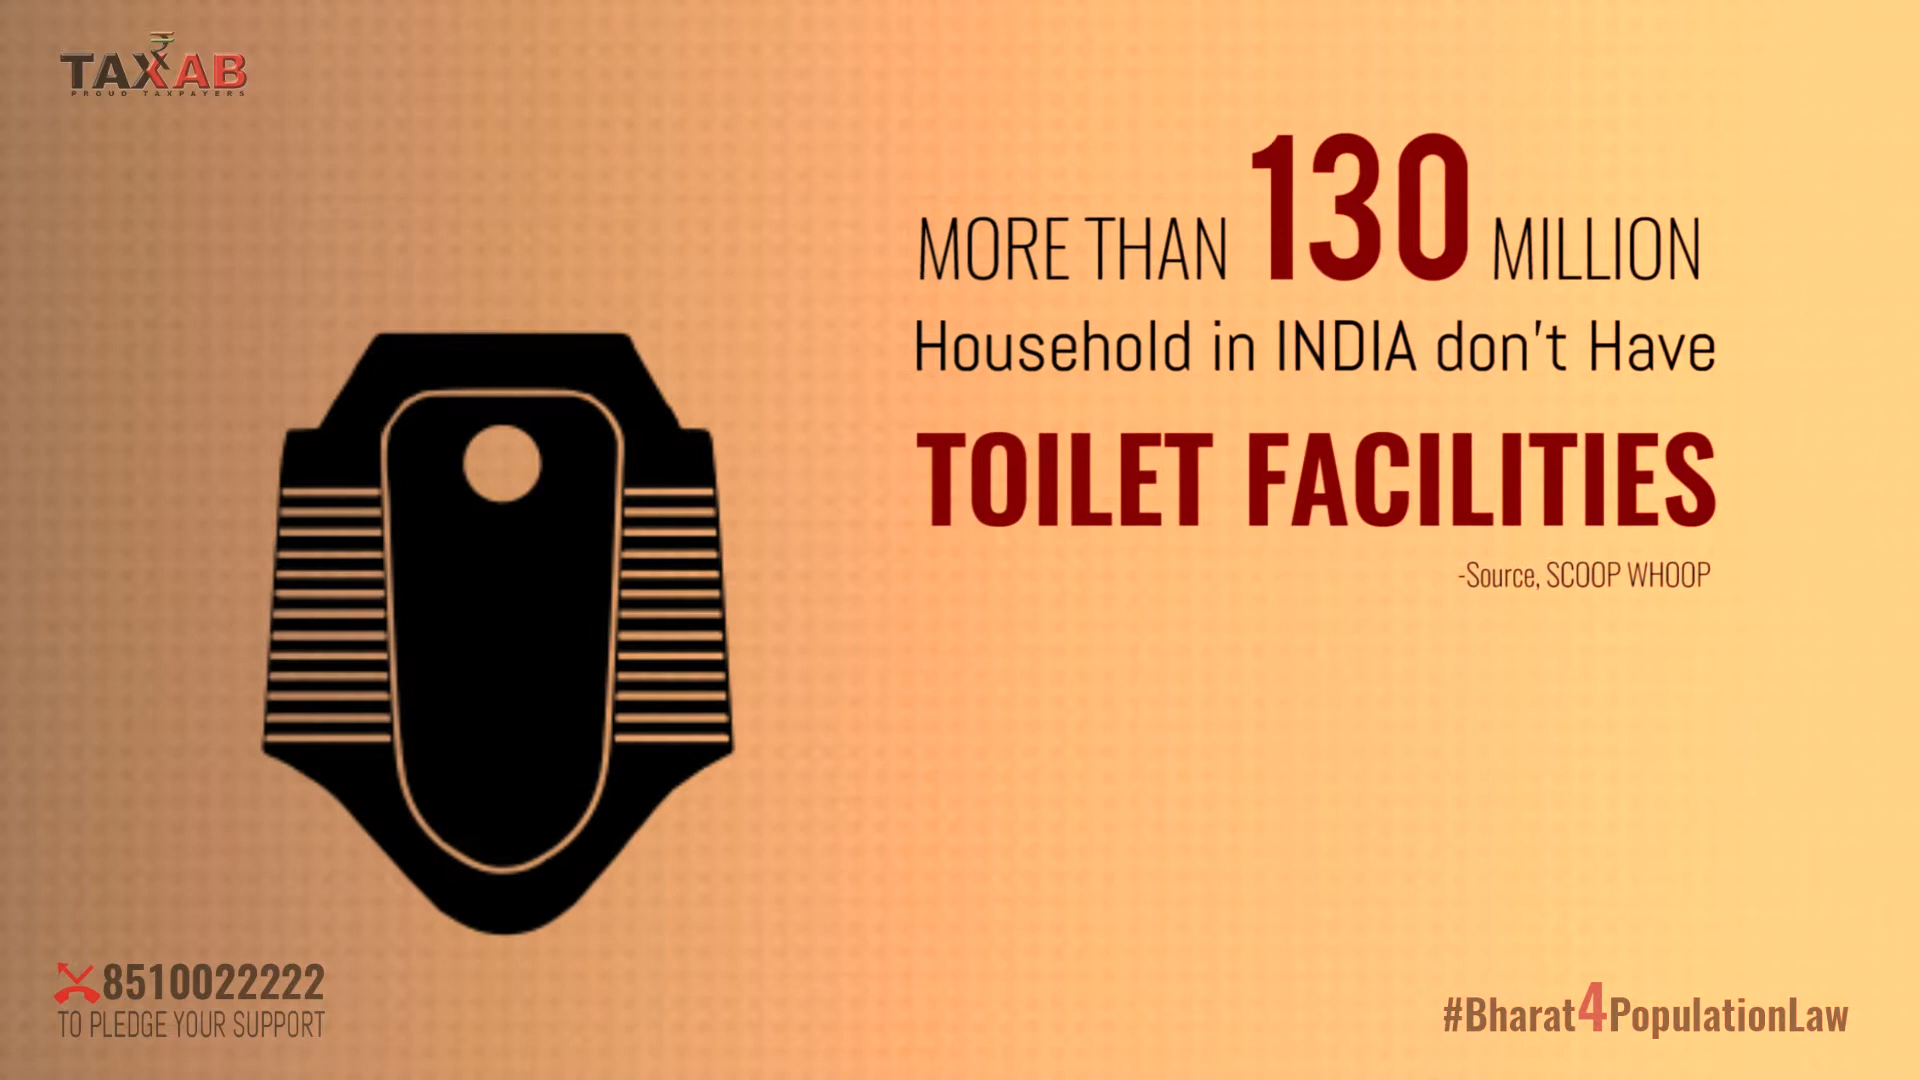 TAXAB
PROUD TAXPAYERS
MORE THAN 130 MILLION
Household in INDIA don't Have
TOILET FACILITIES
-Source, SCOOP WHOOP
8510022222
TO PLEDGE YOUR SUPPORT
#Bharat4PopulationLaw